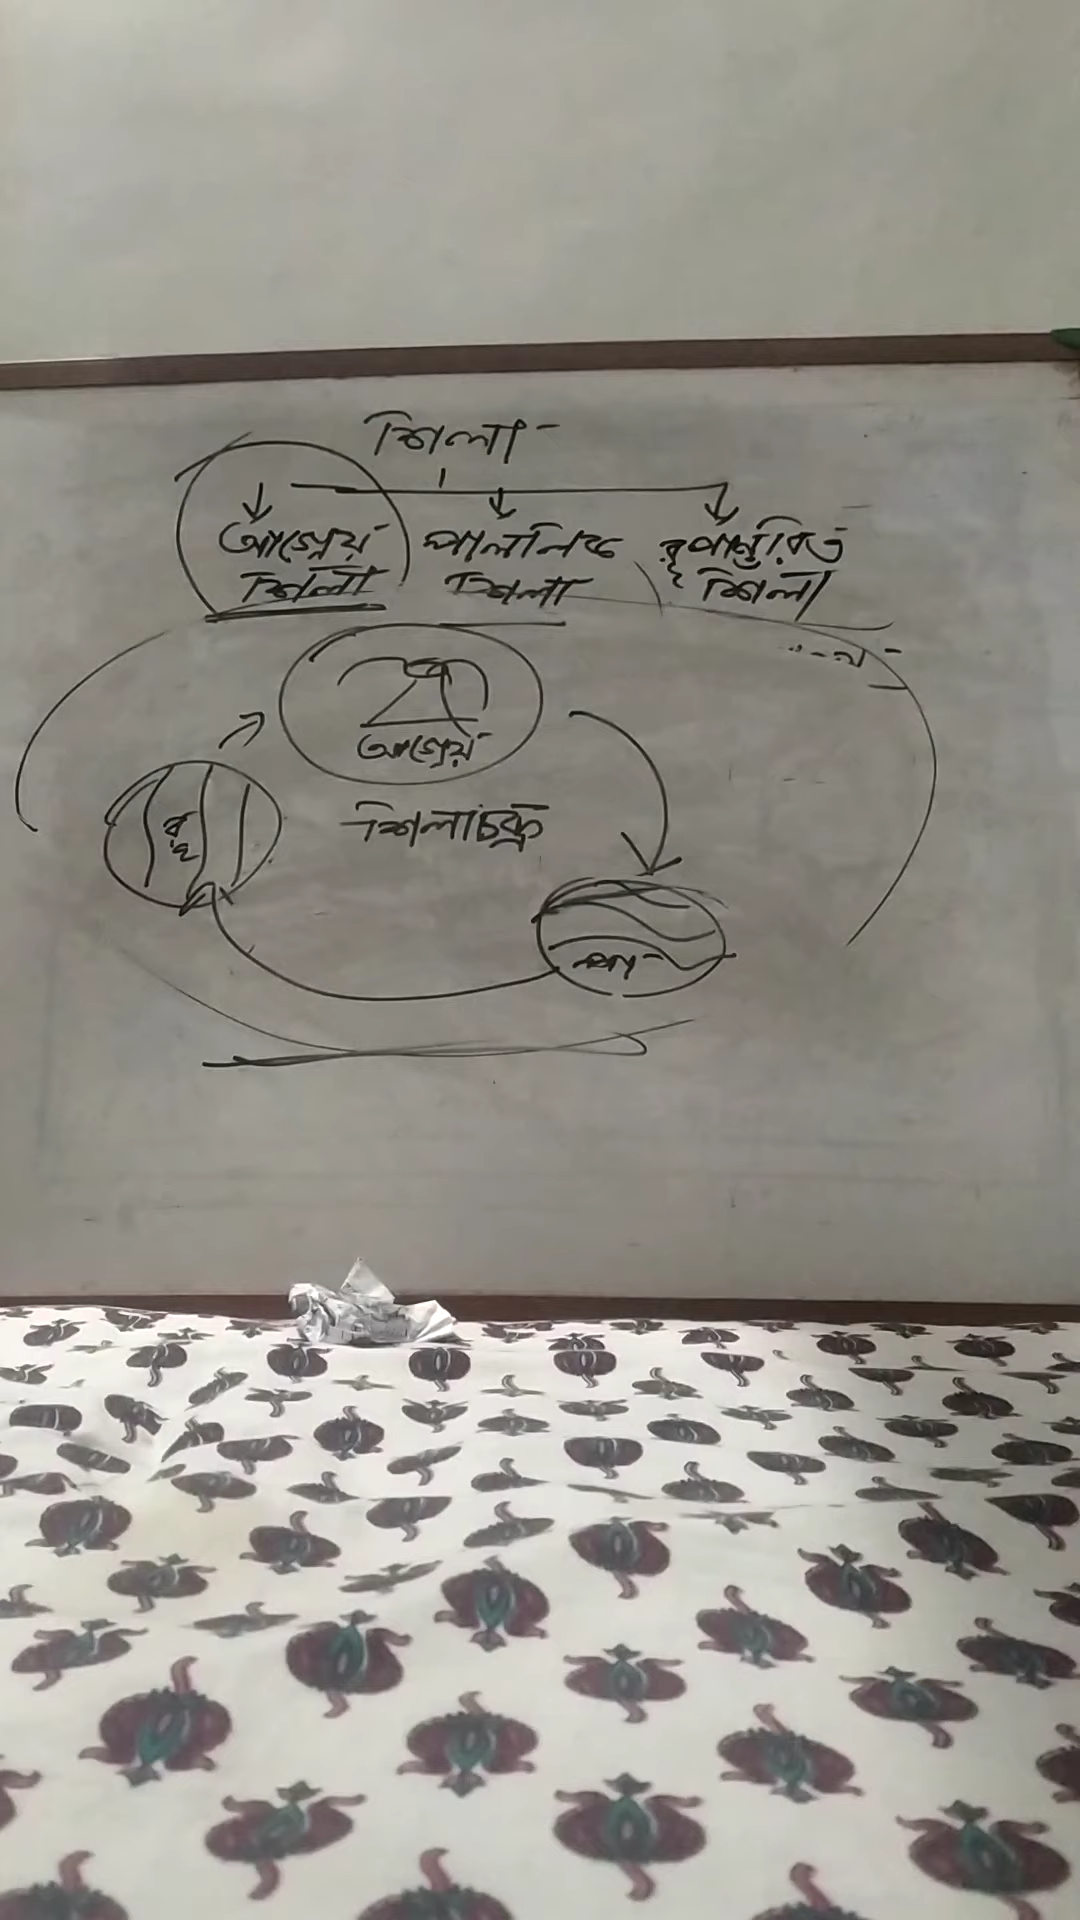 শিলা
আগ্নেয় পাললিক রূপান্তরিত
শিলা শিলা শিলা
আগ্নেয়
রূ
শিলাচক্র